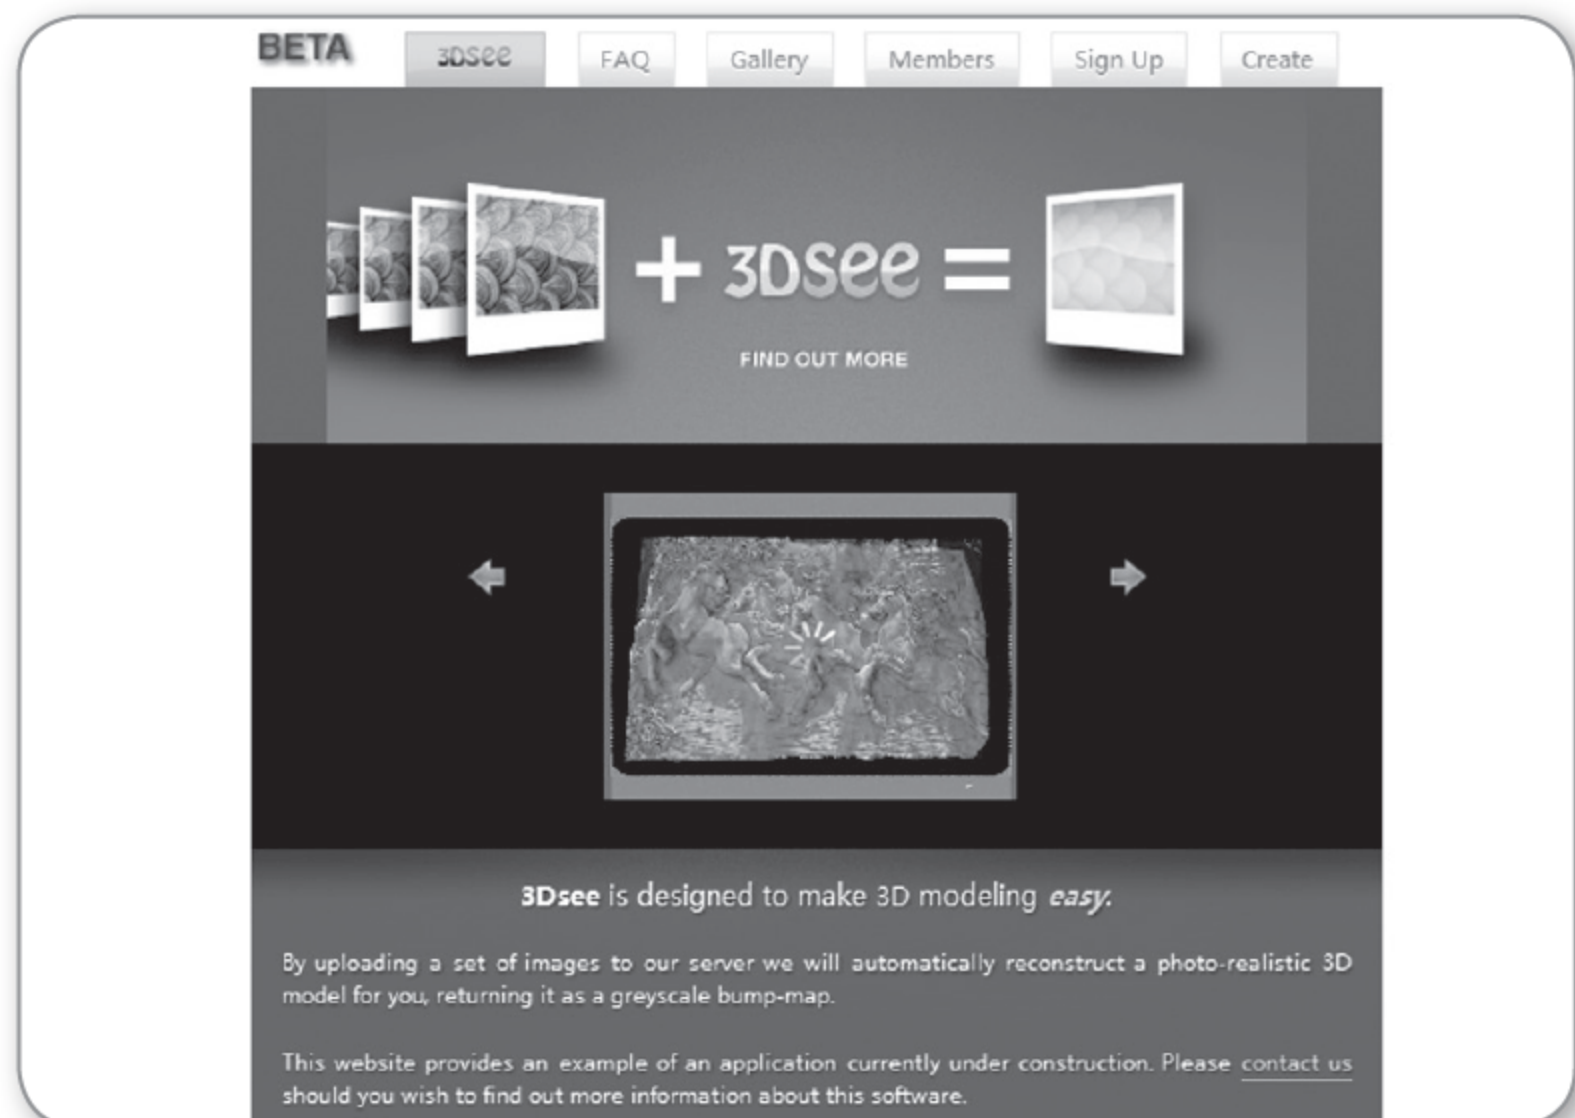 BETA
3DSee
FAQ
Gallery
Members
Sign Up
Create
+ 3DSee =
FIND OUT MORE
3Dsee is designed to make 3D modeling easy.
By uploading a set of images to our server we will automatically reconstruct a photo-realistic 3D
model for you, returning it as a greyscale bump-map.
This website provides an example of an application currently under construction. Please contact us
should you wish to find out more information about this software.